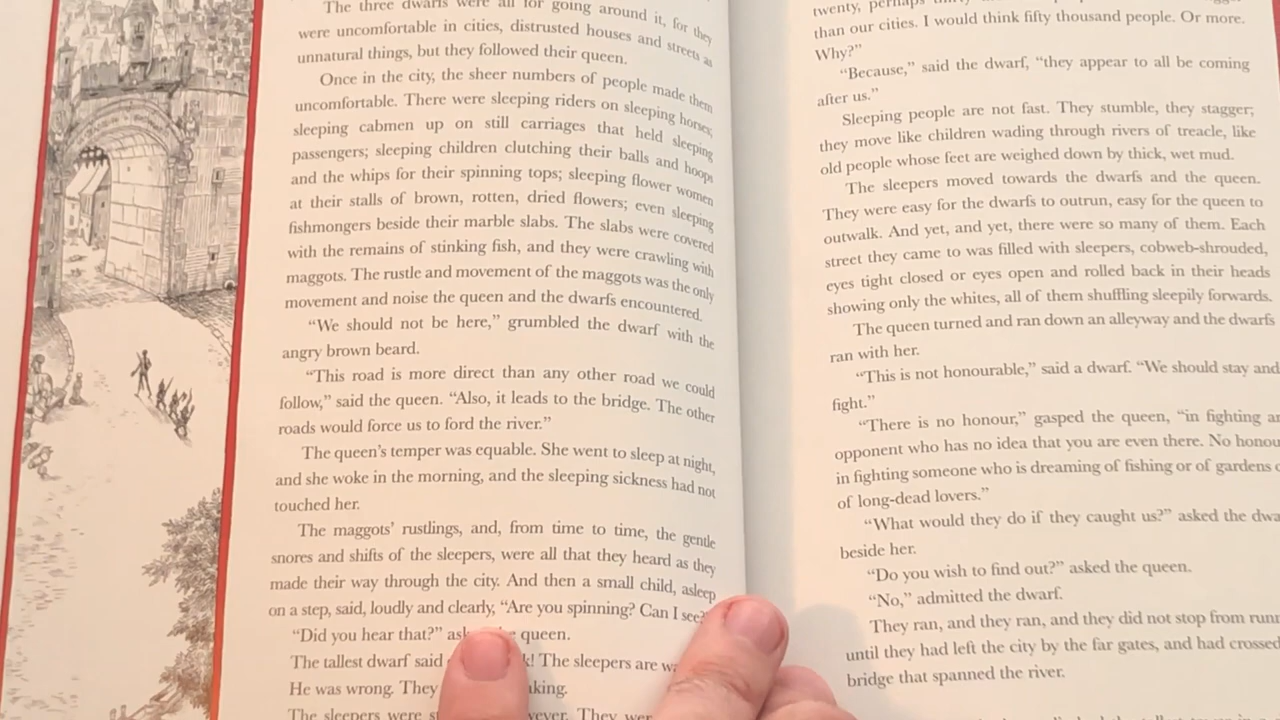 The three dwarfs were all for going around it, for they
were uncomfortable in cities, distrusted houses and streets as
unnatural things, but they followed their queen.
Once in the city, the sheer numbers of people made them
uncomfortable. There were sleeping riders on sleeping horses;
sleeping cabmen up on still carriages that held sleeping
passengers; sleeping children clutching their balls and hoops
and the whips for their spinning tops; sleeping flower women
at their stalls of brown, rotten, dried flowers; even sleeping
fishmongers beside their marble slabs. The slabs were covered
with the remains of stinking fish, and they were crawling with
maggots. The rustle and movement of the maggots was the only
movement and noise the queen and the dwarfs encountered.
“We should not be here,” grumbled the dwarf with the
angry brown beard.
“This road is more direct than any other road we could
follow,” said the queen. “Also, it leads to the bridge. The other
roads would force us to ford the river.”
The queen’s temper was equable. She went to sleep at night,
and she woke in the morning, and the sleeping sickness had not
touched her.
The maggots’ rustlings, and, from time to time, the gentle
snores and shifts of the sleepers, were all that they heard as they
made their way through the city. And then a small child, asleep
on a step, said, loudly and clearly, “Are you spinning? Can I see?”
“Did you hear that?” queen.
The tallest dwarf said The sleepers are
He was wrong. They
The sleepers were They were
twenty, perhaps
than our cities. I would think fifty thousand people. Or more.
Why?”
“Because,” said the dwarf, “they appear to all be coming
after us.”
Sleeping people are not fast. They stumble, they stagger;
they move like children wading through rivers of treacle, like
old people whose feet are weighed down by thick, wet mud.
The sleepers moved towards the dwarfs and the queen.
They were easy for the dwarfs to outrun, easy for the queen to
outwalk. And yet, and yet, there were so many of them. Each
street they came to was filled with sleepers, cobweb-shrouded,
eyes tight closed or eyes open and rolled back in their heads
showing only the whites, all of them shuffling sleepily forwards.
The queen turned and ran down an alleyway and the dwarfs
ran with her.
“This is not honourable,” said a dwarf. “We should stay and
fight.”
“There is no honour,” gasped the queen, “in fighting an
opponent who has no idea that you are even there. No honou
in fighting someone who is dreaming of fishing or of gardens o
of long-dead lovers.”
“What would they do if they caught us?” asked the dwa
beside her.
“Do you wish to find out?” asked the queen.
“No,” admitted the dwarf.
They ran, and they ran, and they did not stop from runn
until they had left the city by the far gates, and had crossed
bridge that spanned the river.